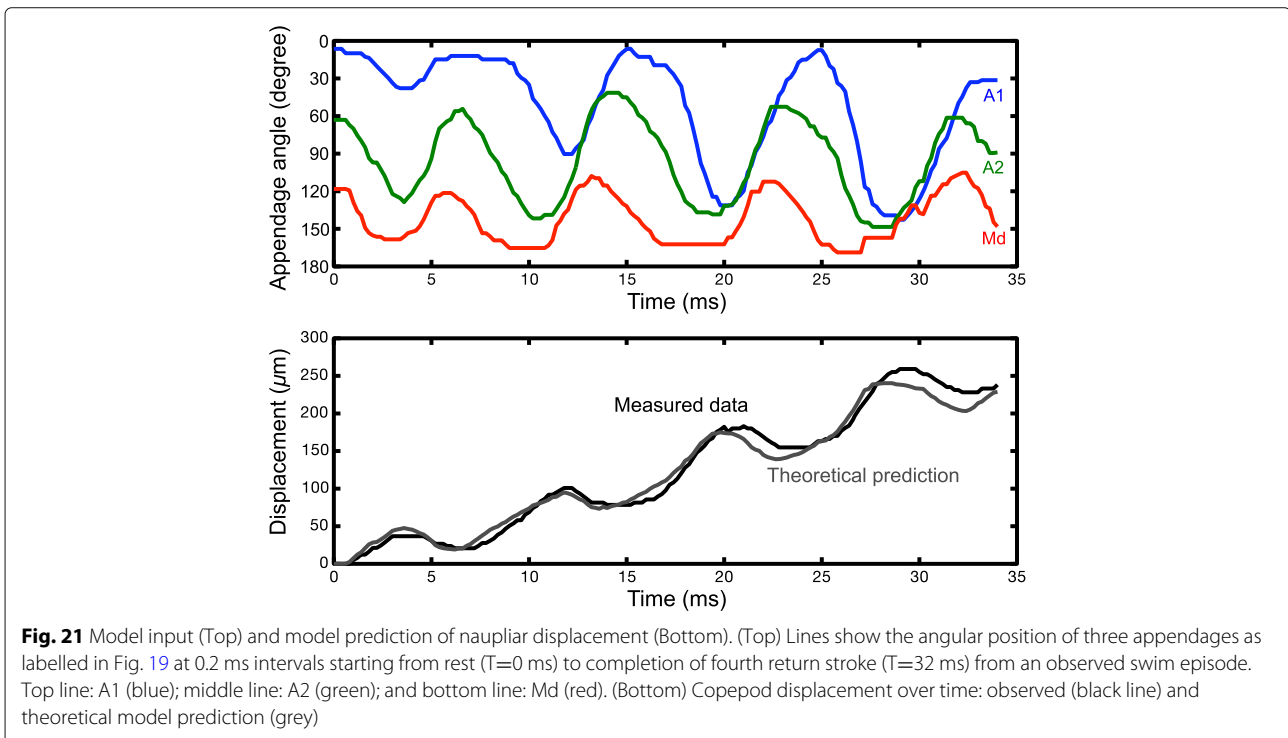 0
30
60
90
120
150
180
Appendage angle (degree)
A1
A2
Md
0 5 10 15 20 25 30 35
Time (ms)
300
250
200
150
100
50
0
Displacement (μm)
Measured data
Theoretical prediction
0 5 10 15 20 25 30 35
Time (ms)
Fig. 21 Model input (Top) and model prediction of naupliar displacement (Bottom). (Top) Lines show the angular position of three appendages as
labelled in Fig. 19 at 0.2 ms intervals starting from rest (T=0 ms) to completion of fourth return stroke (T=32 ms) from an observed swim episode.
Top line: A1 (blue); middle line: A2 (green); and bottom line: Md (red). (Bottom) Copepod displacement over time: observed (black line) and
theoretical model prediction (grey)